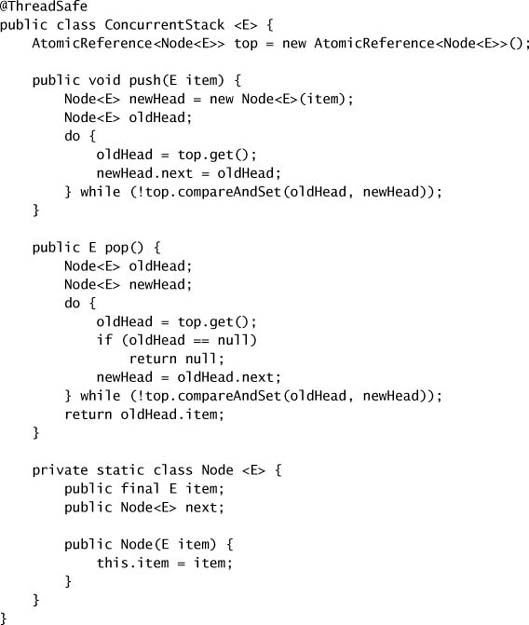 @ThreadSafe
public class ConcurrentStack <E> {
    AtomicReference<Node<E>> top = new AtomicReference<Node<E>>();

    public void push(E item) {
        Node<E> newHead = new Node<E>(item);
        Node<E> oldHead;
        do {
            oldHead = top.get();
            newHead.next = oldHead;
        } while (!top.compareAndSet(oldHead, newHead));
    }

    public E pop() {
        Node<E> oldHead;
        Node<E> newHead;
        do {
            oldHead = top.get();
            if (oldHead == null)
                return null;
            newHead = oldHead.next;
        } while (!top.compareAndSet(oldHead, newHead));
        return oldHead.item;
    }

    private static class Node <E> {
        public final E item;
        public Node<E> next;

        public Node(E item) {
            this.item = item;
        }
    }
}